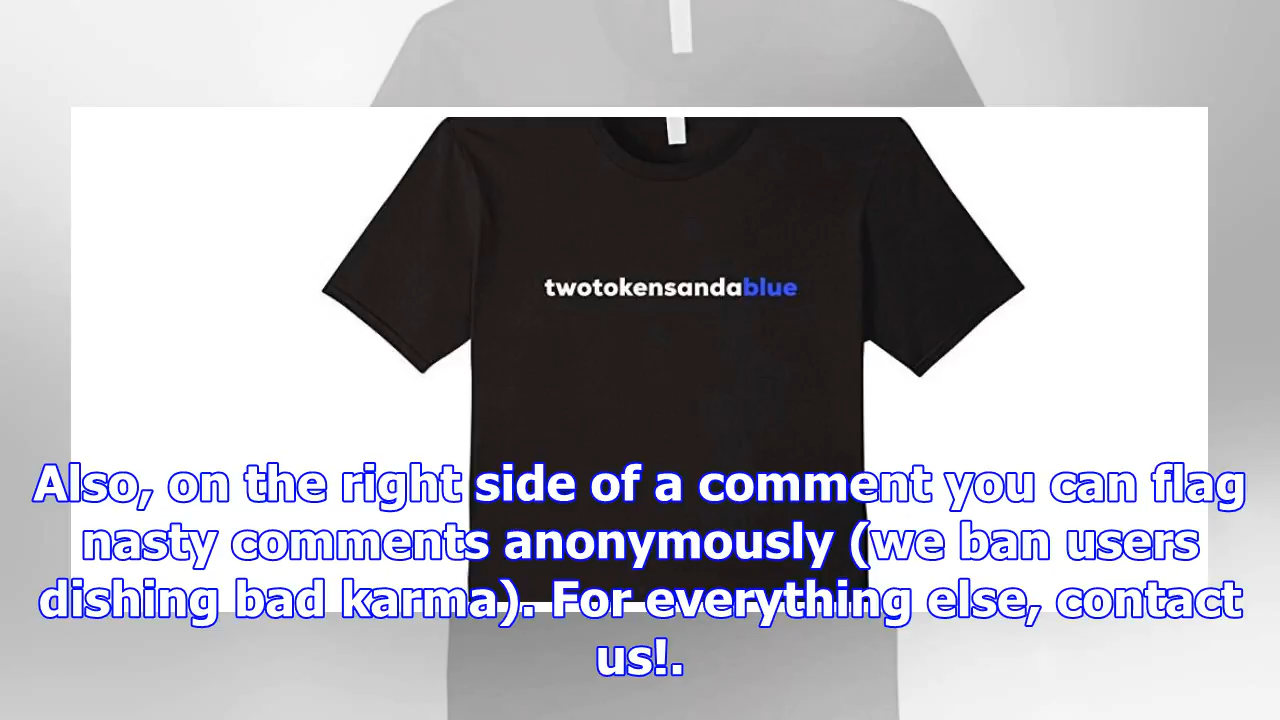 twotokensandablue
Also, on the right side of a comment you can flag
nasty comments anonymously (we ban users
dishing bad karma). For everything else, contact
us!.